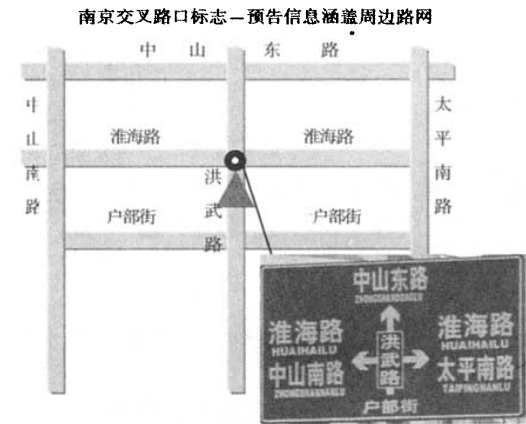 南京交叉路口标志－预告信息涵盖周边路网
中山东路
中山南路
太平南路
淮海路
淮海路
洪武路
户部街
户部街
中山东路
ZHONGSHANDONGLU
淮海路
HUAIHAILU
中山南路
ZHONGSHANNANLU
洪武路
淮海路
HUAIHAILU
太平南路
TAIPINGNANLU
户部街